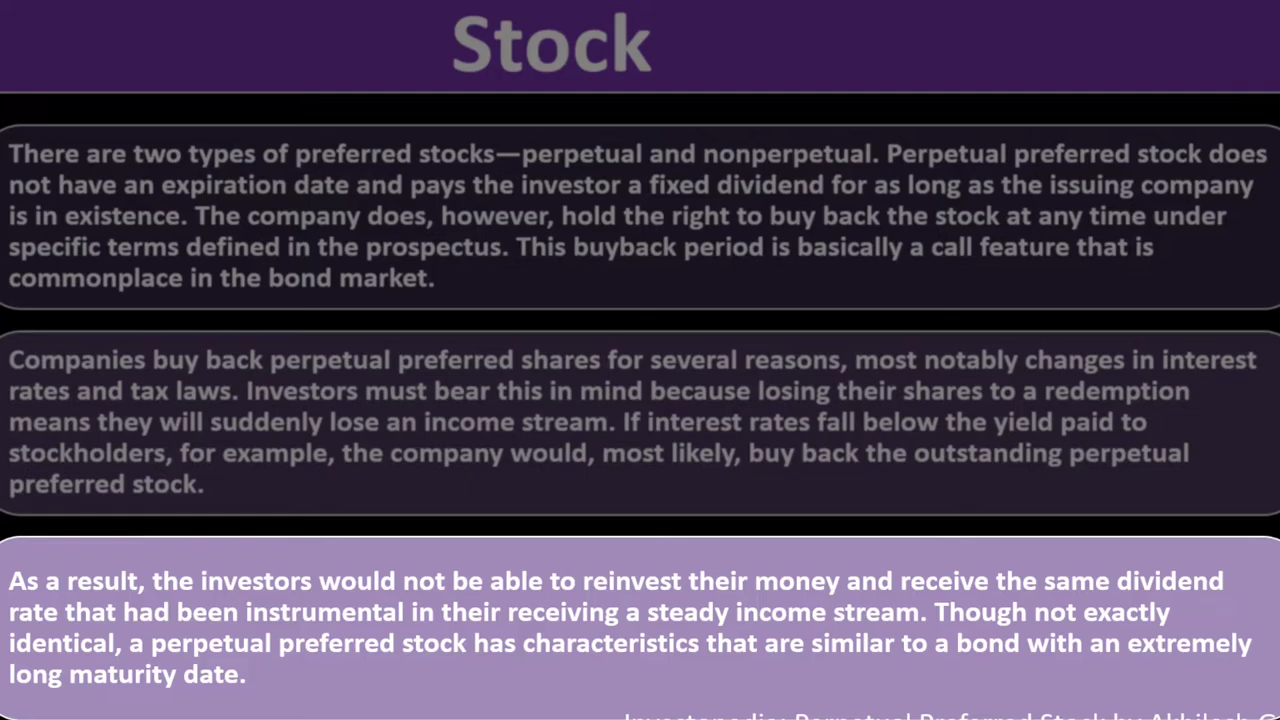 Stock
There are two types of preferred stocks—perpetual and nonperpetual. Perpetual preferred stock does
not have an expiration date and pays the investor a fixed dividend for as long as the issuing company
is in existence. The company does, however, hold the right to buy back the stock at any time under
specific terms defined in the prospectus. This buyback period is basically a call feature that is
commonplace in the bond market.
Companies buy back perpetual preferred shares for several reasons, most notably changes in interest
rates and tax laws. Investors must bear this in mind because losing their shares to a redemption
means they will suddenly lose an income stream. If interest rates fall below the yield paid to
stockholders, for example, the company would, most likely, buy back the outstanding perpetual
preferred stock.
As a result, the investors would not be able to reinvest their money and receive the same dividend
rate that had been instrumental in their receiving a steady income stream. Though not exactly
identical, a perpetual preferred stock has characteristics that are similar to a bond with an extremely
long maturity date.